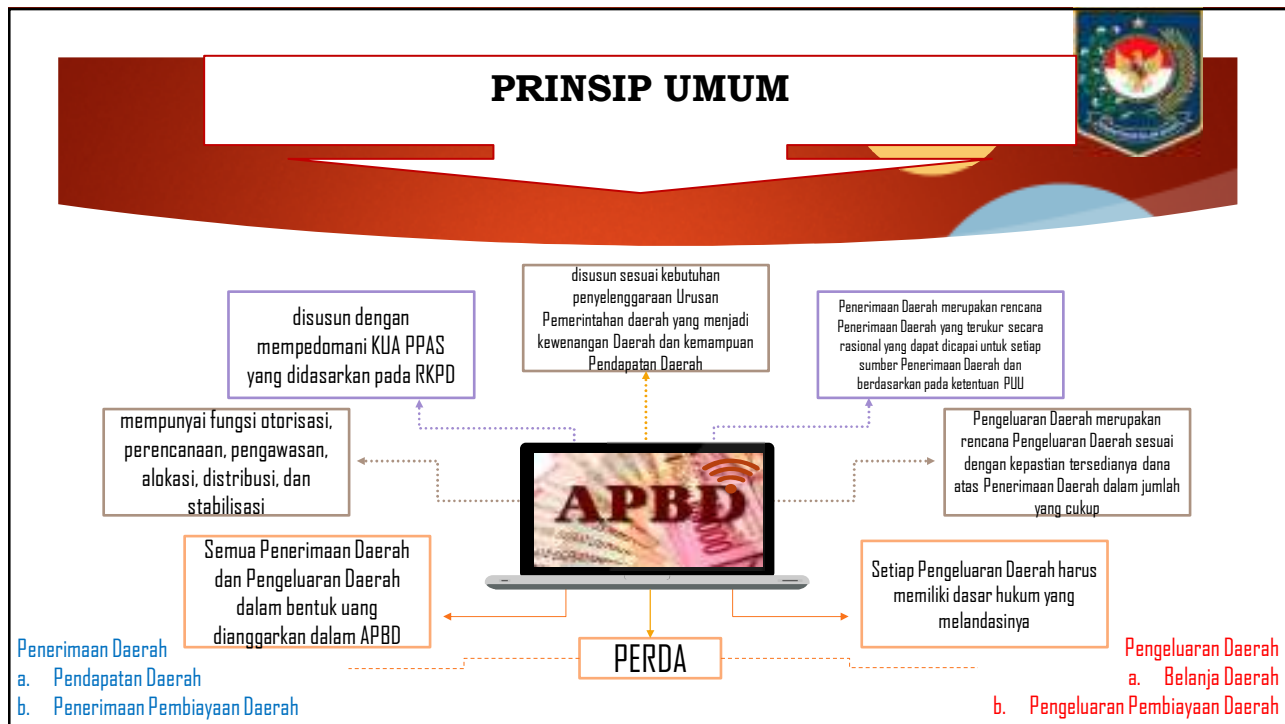 PRINSIP UMUM
disusun sesuai kebutuhan
penyelenggaraan Urusan
Pemerintahan daerah yang menjadi
kewenangan Daerah dan kemampuan
Pendapatan Daerah
disusun dengan
mempedomani KUA PPAS
yang didasarkan pada RKPD
Penerimaan Daerah merupakan rencana
Penerimaan Daerah yang terukur secara
rasional yang dapat dicapai untuk setiap
sumber Penerimaan Daerah dan
berdasarkan pada ketentuan PUU
mempunyai fungsi otorisasi,
perencanaan, pengawasan,
alokasi, distribusi, dan
stabilisasi
Pengeluaran Daerah merupakan
rencana Pengeluaran Daerah sesuai
dengan kepastian tersedianya dana
atas Penerimaan Daerah dalam jumlah
yang cukup
APBD
Semua Penerimaan Daerah
dan Pengeluaran Daerah
dalam bentuk uang
dianggarkan dalam APBD
Setiap Pengeluaran Daerah harus
memiliki dasar hukum yang
melandasinya
PERDA
Penerimaan Daerah
a. Pendapatan Daerah
b. Penerimaan Pembiayaan Daerah
Pengeluaran Daerah
a. Belanja Daerah
b. Pengeluaran Pembiayaan Daerah